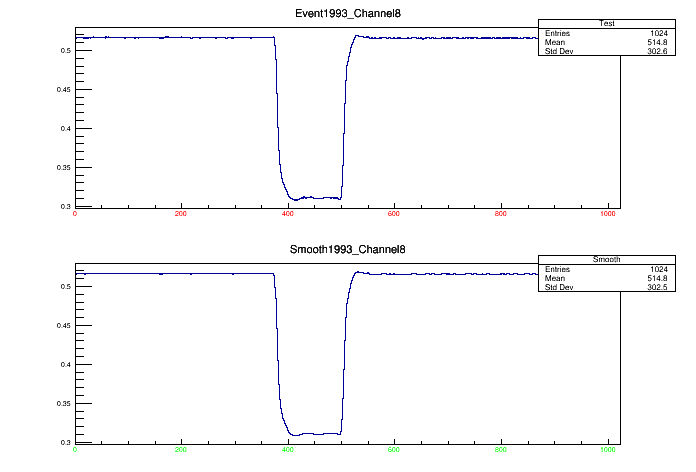 Event1993_Channel8
Test
Entries 1024
Mean 514.8
Std Dev 302.6
0.5
0.45
0.4
0.35
0.3
0 200 400 600 800 1000
Smooth1993_Channel8
Smooth
Entries 1024
Mean 514.8
Std Dev 302.5
0.5
0.45
0.4
0.35
0.3
0 200 400 600 800 1000